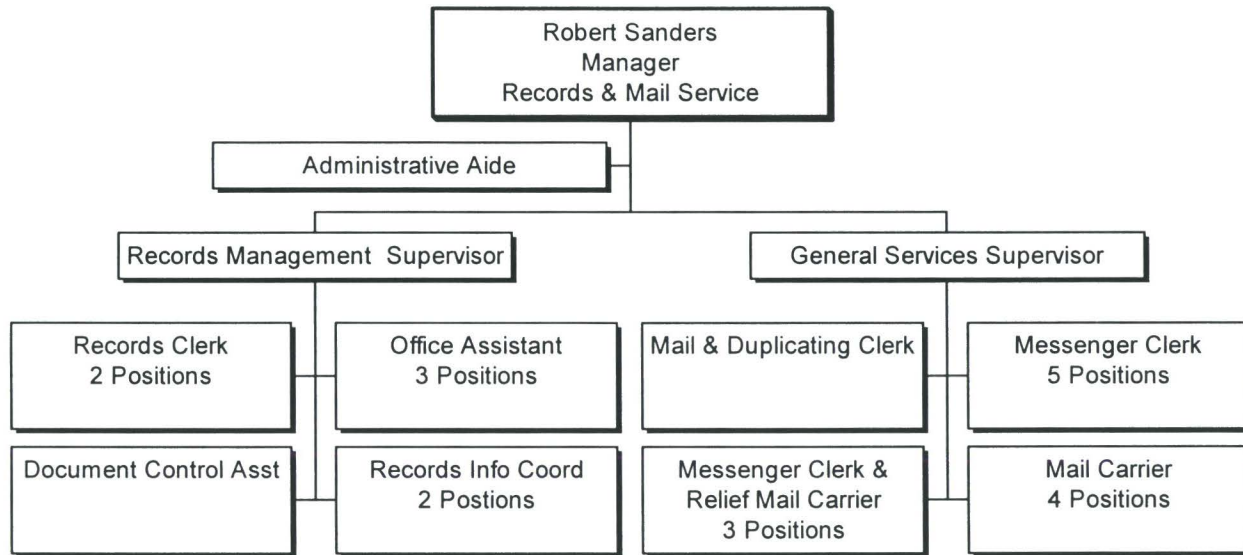 Robert Sanders
Manager
Records & Mail Service
Administrative Aide
Records Management Supervisor
General Services Supervisor
Records Clerk
2 Positions
Office Assistant
3 Positions
Mail & Duplicating Clerk
Messenger Clerk
5 Positions
Document Control Asst
Records Info Coord
2 Postions
Messenger Clerk &
Relief Mail Carrier
3 Positions
Mail Carrier
4 Positions